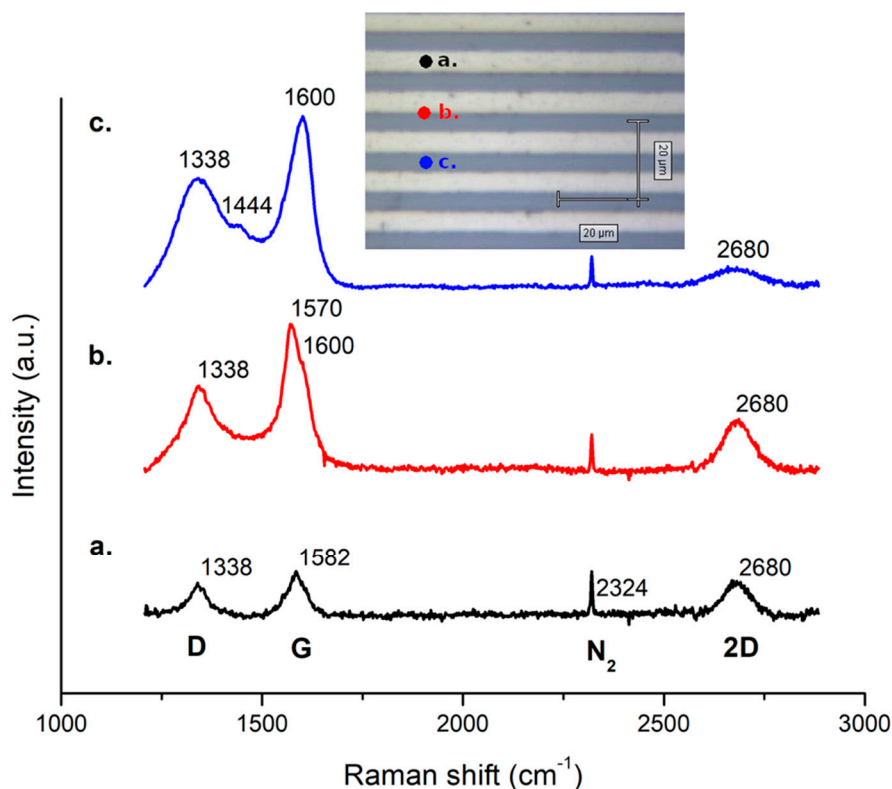 a.
b.
c.
20 µm
20 µm
c.
1338
1444
1600
2680
b.
1338
1570
1600
2680
a.
1338
1582
2324
2680
D
G
N₂
2D
Intensity (a.u.)
1000
1500
2000
2500
3000
Raman shift (cm⁻¹)